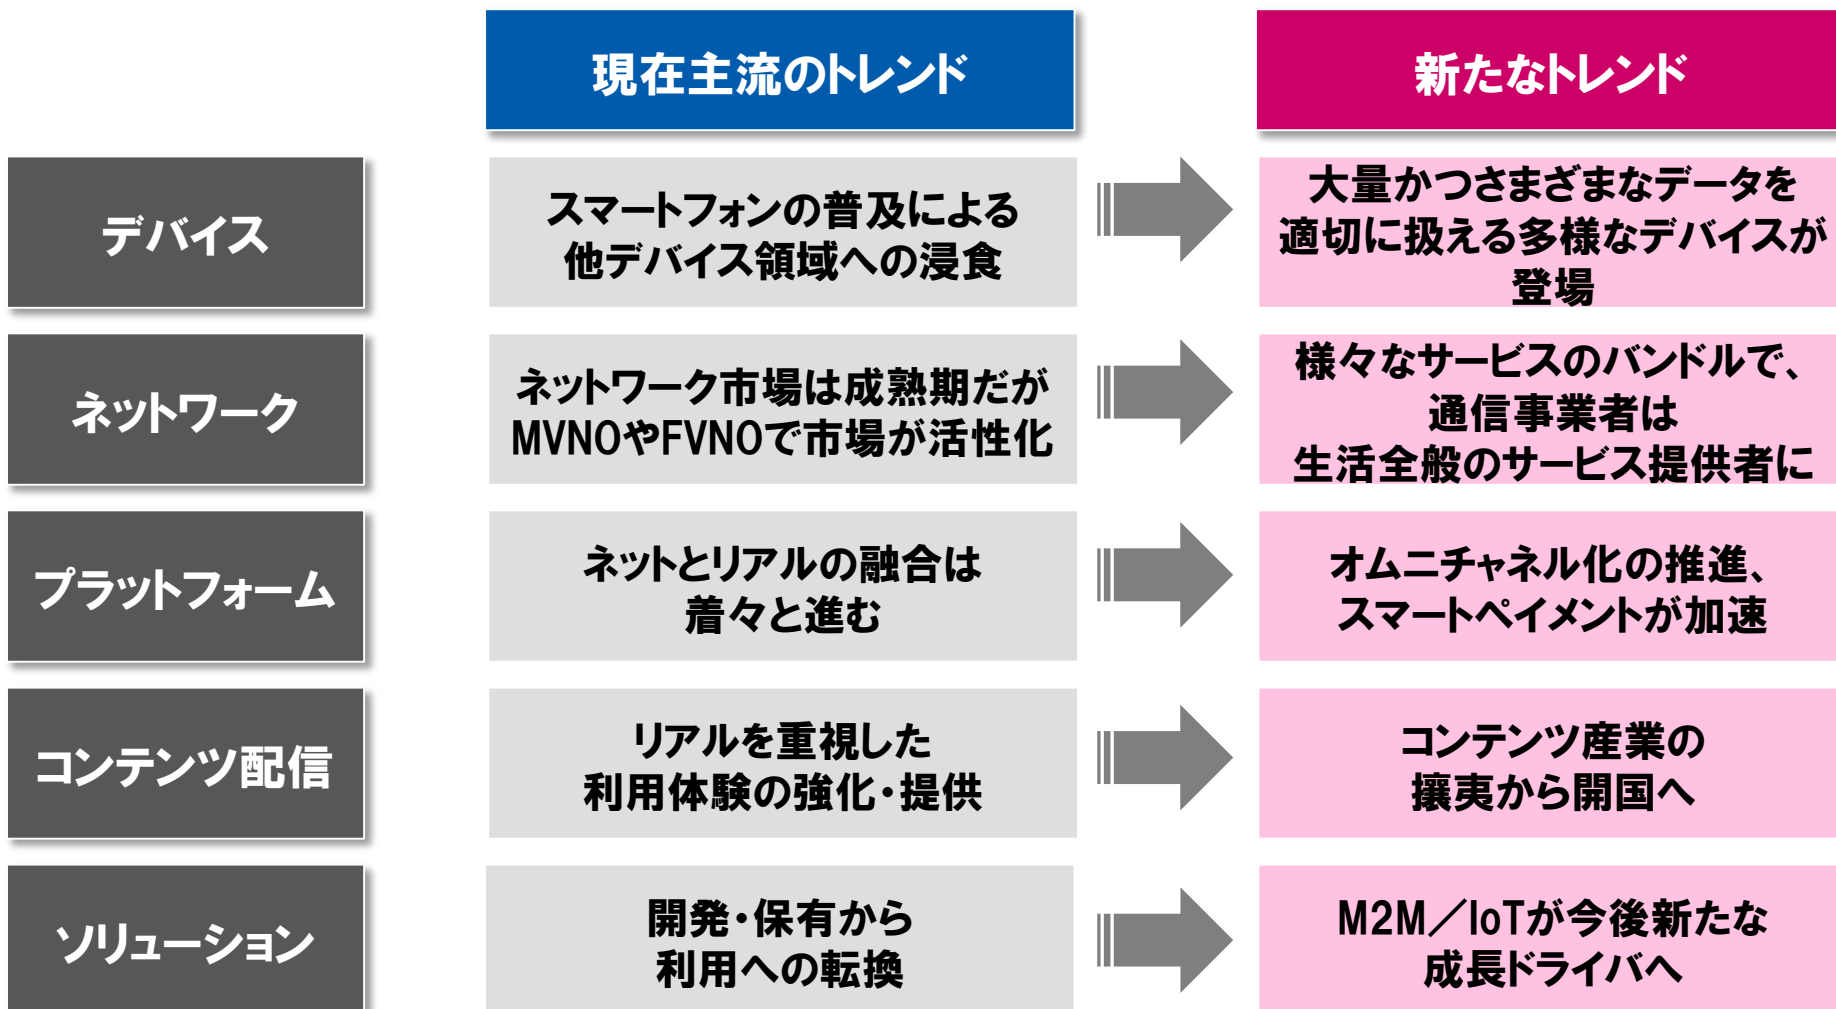 現在主流のトレンド
新たなトレンド
デバイス
スマートフォンの普及による
他デバイス領域への浸食
大量かつさまざまなデータを
適切に扱える多様なデバイスが
登場
ネットワーク
ネットワーク市場は成熟期だが
MVNOやFVNOで市場が活性化
様々なサービスのバンドルで、
通信事業者は
生活全般のサービス提供者に
プラットフォーム
ネットとリアルの融合は
着々と進む
オムニチャネル化の推進、
スマートペイメントが加速
コンテンツ配信
リアルを重視した
利用体験の強化・提供
コンテンツ産業の
攘夷から開国へ
ソリューション
開発・保有から
利用への転換
M2M／IoTが今後新たな
成長ドライバへ